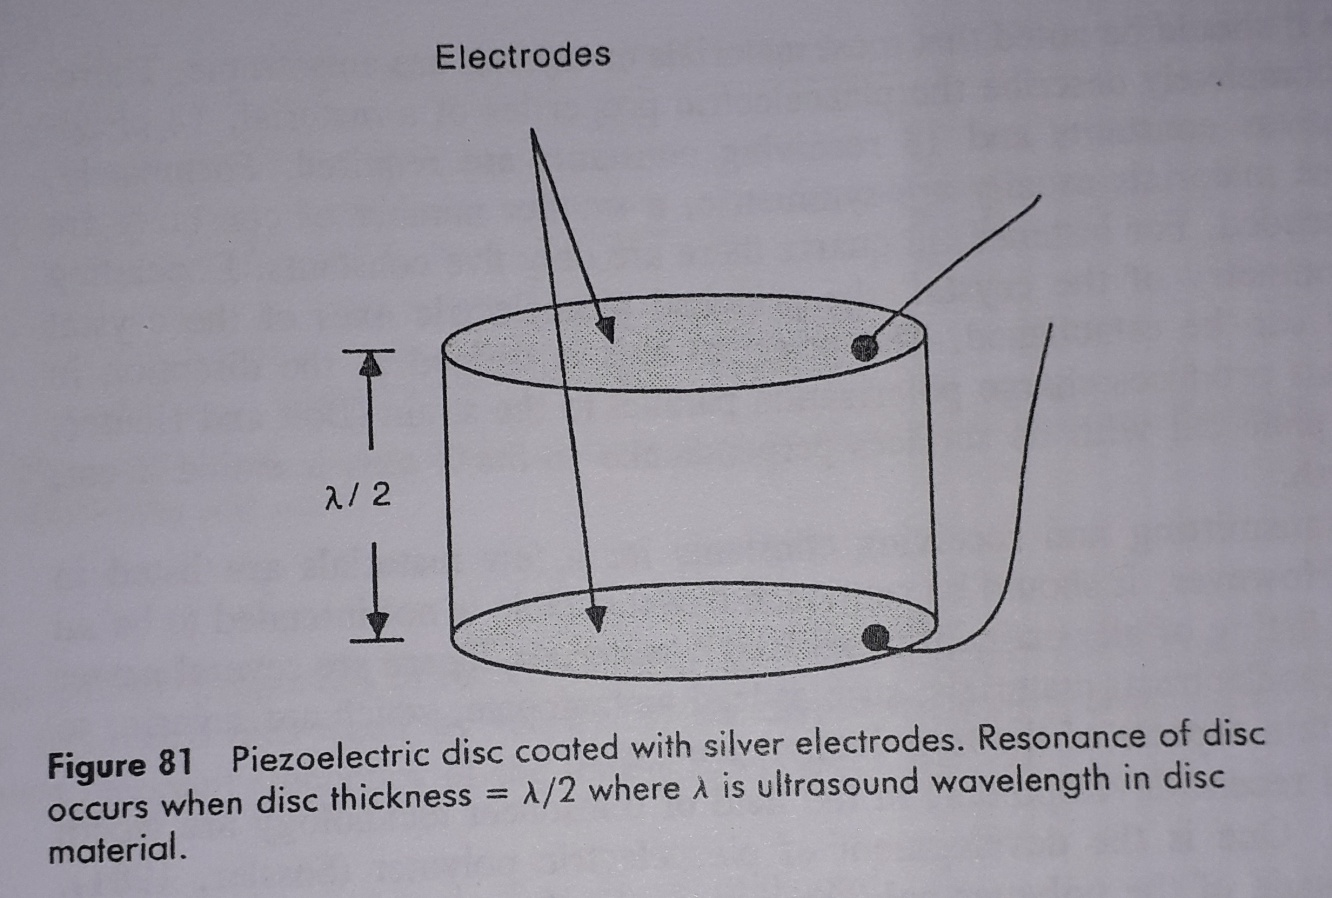 Electrodes
λ/ 2
Figure 81 Piezoelectric disc coated with silver electrodes. Resonance of disc
occurs when disc thickness = λ/2 where λ is ultrasound wavelength in disc
material.